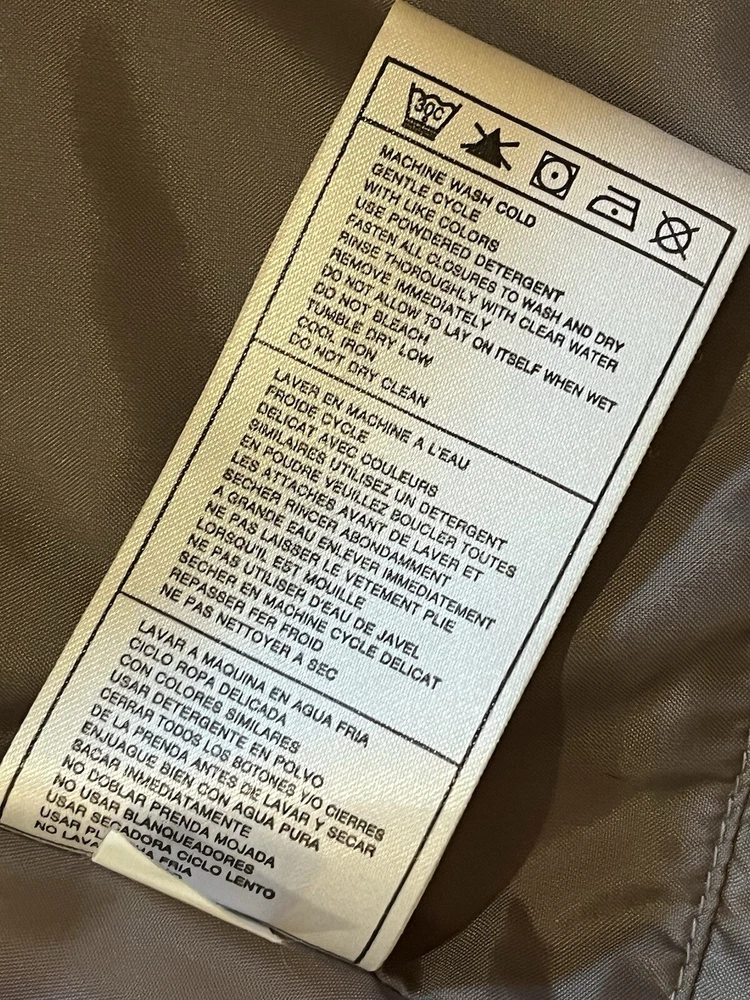 30C
MACHINE WASH COLD
GENTLE CYCLE
WITH LIKE COLORS
USE POWDERED DETERGENT
FASTEN ALL CLOSURES TO WASH AND DRY
RINSE THOROUGHLY WITH CLEAR WATER
REMOVE IMMEDIATELY
DO NOT ALLOW TO LAY ON ITSELF WHEN WET
DO NOT BLEACH
TUMBLE DRY LOW
COOL IRON
DO NOT DRY CLEAN
LAVER EN MACHINE A L'EAU
FROIDE CYCLE
DELICAT AVEC COULEURS
SIMILAIRES UTILISEZ UN DETERGENT
EN POUDRE VEUILLEZ BOUCLER TOUTES
LES ATTACHES AVANT DE LAVER ET
SECHER RINCER ABONDAMMENT
A GRANDE EAU ENLEVER IMMEDIATEMENT
NE PAS LAISSER LE VETEMENT PLIE
LORSQU'IL EST MOUILLE
NE PAS UTILISER D'EAU DE JAVEL
SECHER EN MACHINE CYCLE DELICAT
REPASSER FER FROID
NE PAS NETTOYER A SEC
LAVAR A MAQUINA EN AGUA FRIA
CICLO ROPA DELICADA
CON COLORES SIMILARES
USAR DETERGENTE EN POLVO
CERRAR TODOS LOS BOTONES Y/O CIERRES
DE LA PRENDA ANTES DE LAVAR Y SECAR
ENJUAGUE BIEN CON AGUA PURA
SACAR INMEDIATAMENTE
NO DOBLAR PRENDA MOJADA
NO USAR BLANQUEADORES
USAR SECADORA CICLO LENTO
USAR FRIA
NO